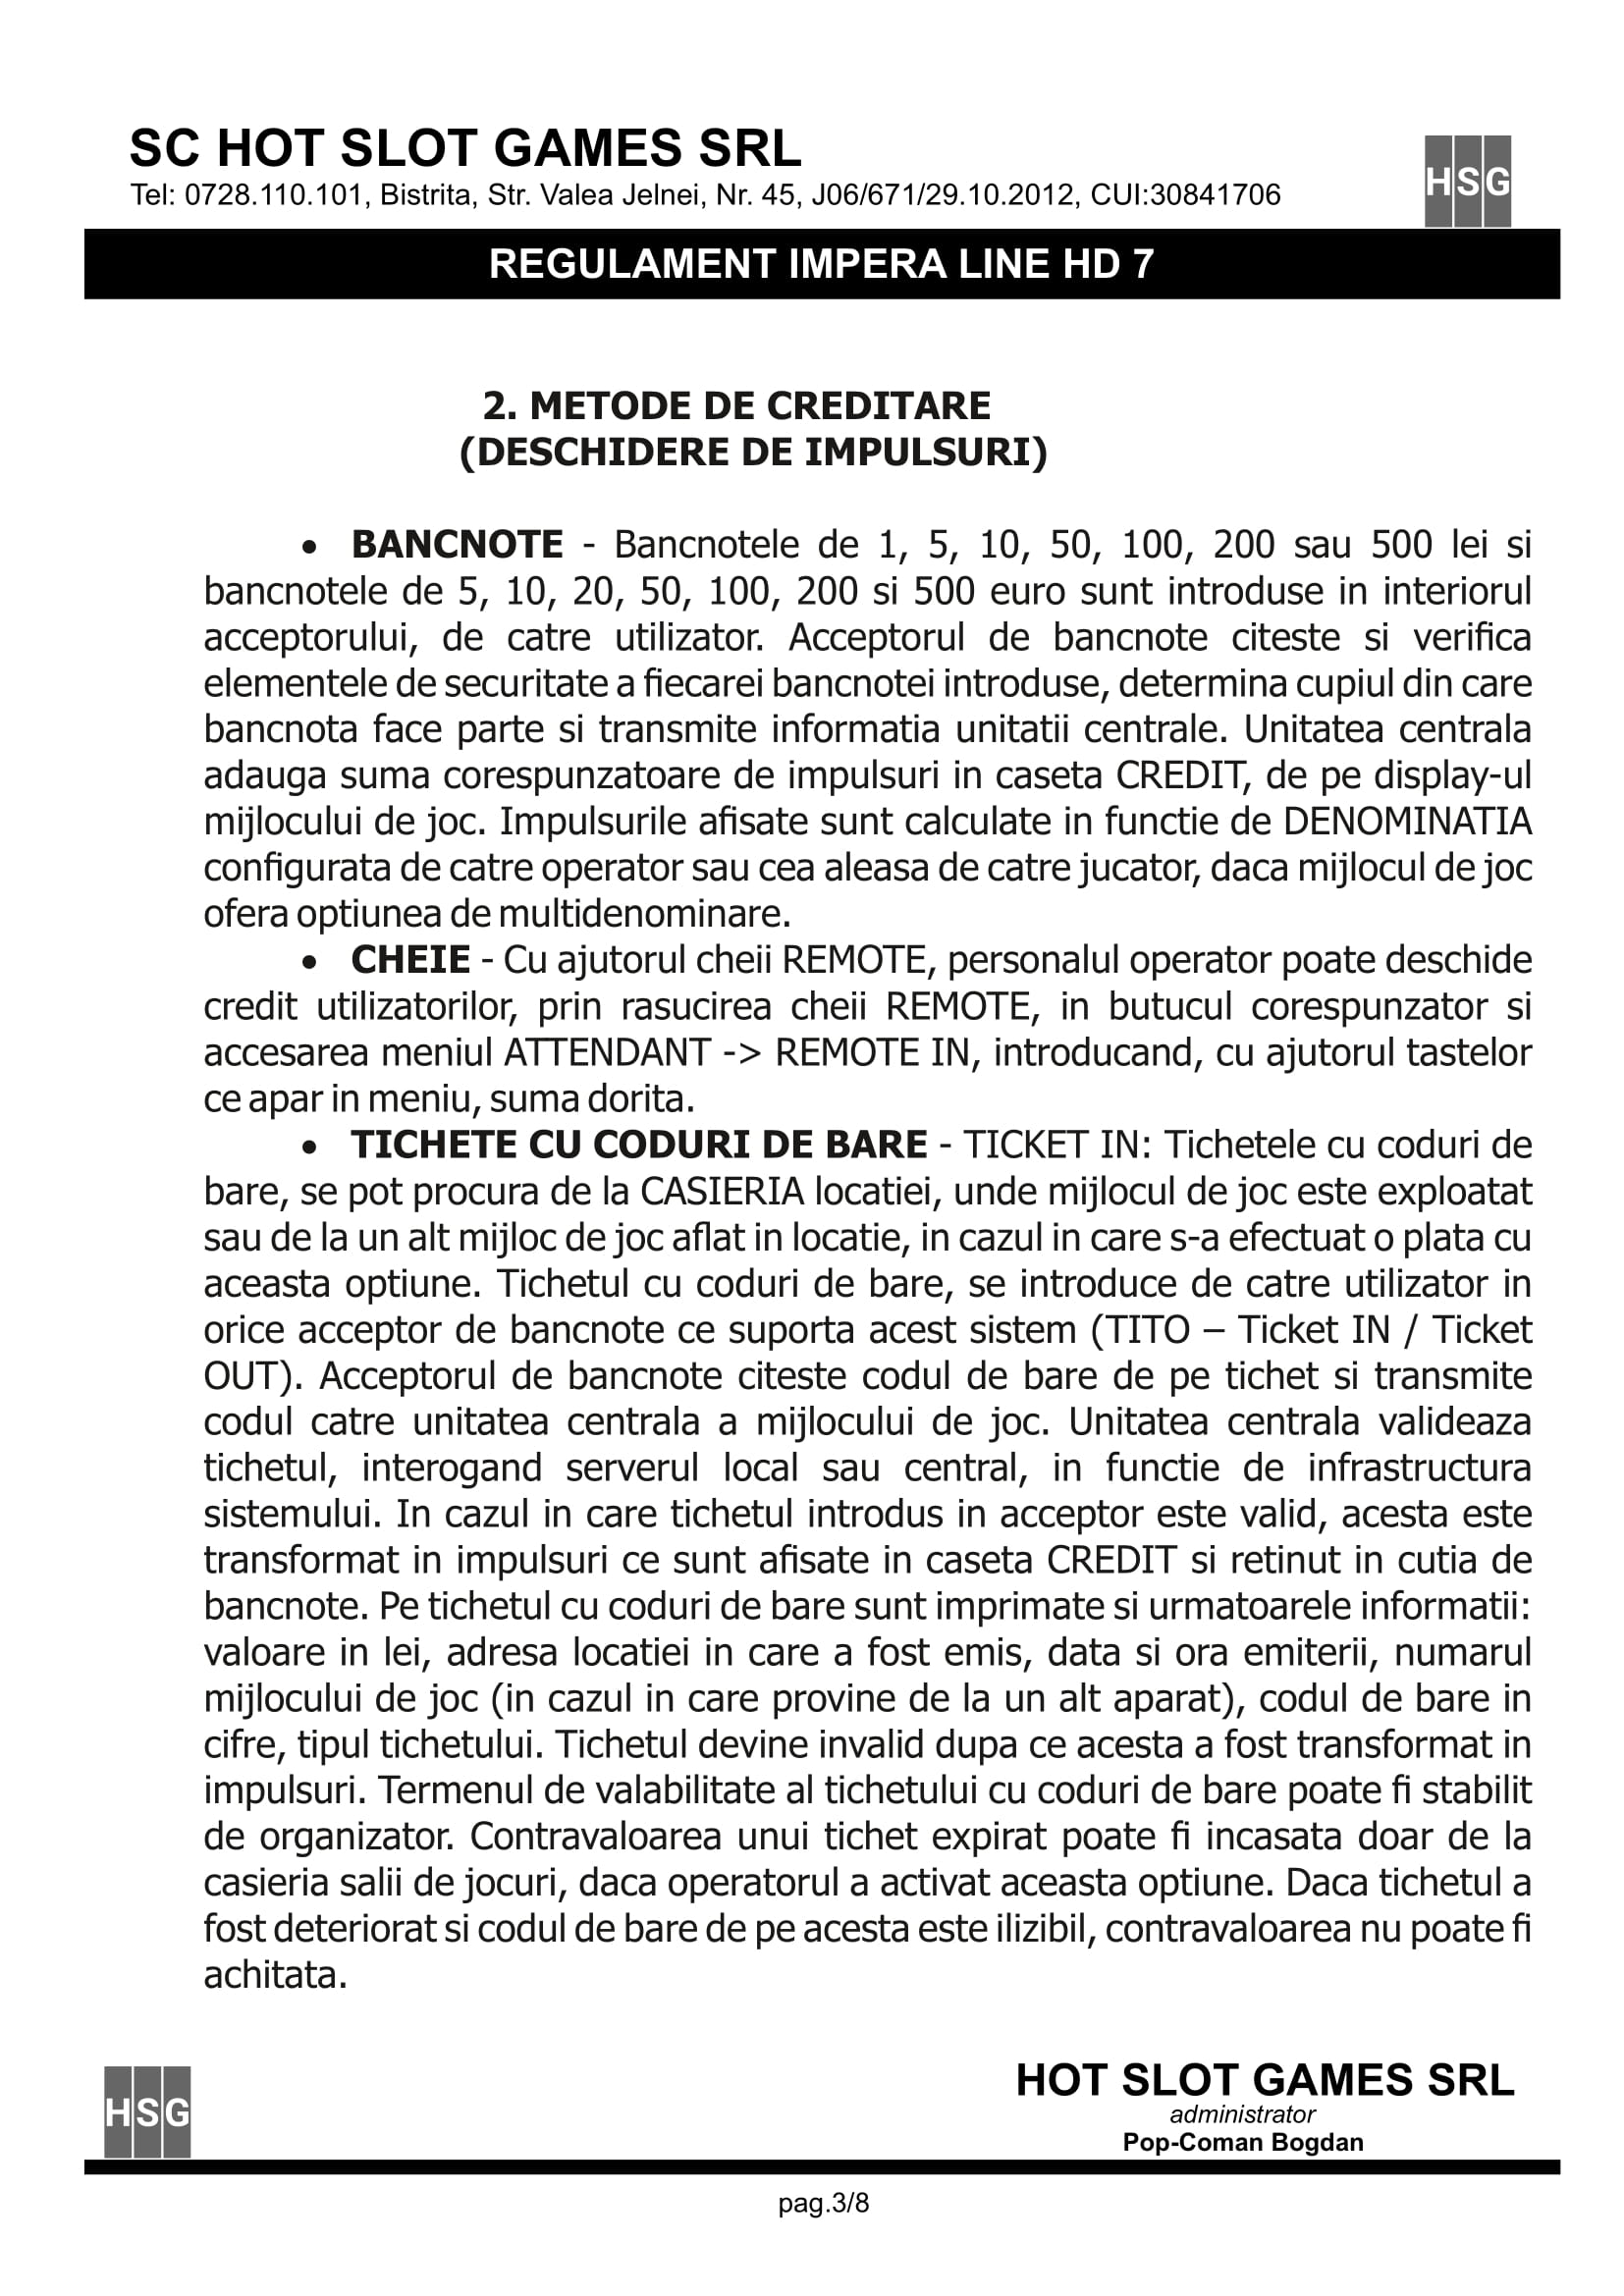 SC HOT SLOT GAMES SRL
Tel: 0728.110.101, Bistrita, Str. Valea Jelnei, Nr. 45, J06/671/29.10.2012, CUI:30841706
HSG
REGULAMENT IMPERA LINE HD 7
2. METODE DE CREDITARE
(DESCHIDERE DE IMPULSURI)
• BANCNOTE - Bancnotele de 1, 5, 10, 50, 100, 200 sau 500 lei si
bancnotele de 5, 10, 20, 50, 100, 200 si 500 euro sunt introduse in interiorul
acceptorului, de catre utilizator. Acceptorul de bancnote citeste si verifica
elementele de securitate a fiecarei bancnotei introduse, determina cupiul din care
bancnota face parte si transmite informatia unitatii centrale. Unitatea centrala
adauga suma corespunzatoare de impulsuri in caseta CREDIT, de pe display-ul
mijlocului de joc. Impulsurile afisate sunt calculate in functie de DENOMINATIA
configurata de catre operator sau cea aleasa de catre jucator, daca mijlocul de joc
ofera optiunea de multidenominare.
• CHEIE - Cu ajutorul cheii REMOTE, personalul operator poate deschide
credit utilizatorilor, prin rasucirea cheii REMOTE, in butucul corespunzator si
accesarea meniul ATTENDANT -> REMOTE IN, introducand, cu ajutorul tastelor
ce apar in meniu, suma dorita.
• TICHETE CU CODURI DE BARE - TICKET IN: Tichetele cu coduri de
bare, se pot procura de la CASIERIA locatiei, unde mijlocul de joc este exploatat
sau de la un alt mijloc de joc aflat in locatie, in cazul in care s-a efectuat o plata cu
aceasta optiune. Tichetul cu coduri de bare, se introduce de catre utilizator in
orice acceptor de bancnote ce suporta acest sistem (TITO – Ticket IN / Ticket
OUT). Acceptorul de bancnote citeste codul de bare de pe tichet si transmite
codul catre unitatea centrala a mijlocului de joc. Unitatea centrala valideaza
tichetul, interogand serverul local sau central, in functie de infrastructura
sistemului. In cazul in care tichetul introdus in acceptor este valid, acesta este
transformat in impulsuri ce sunt afisate in caseta CREDIT si retinut in cutia de
bancnote. Pe tichetul cu coduri de bare sunt imprimate si urmatoarele informatii:
valoare in lei, adresa locatiei in care a fost emis, data si ora emiterii, numarul
mijlocului de joc (in cazul in care provine de la un alt aparat), codul de bare in
cifre, tipul tichetului. Tichetul devine invalid dupa ce acesta a fost transformat in
impulsuri. Termenul de valabilitate al tichetului cu coduri de bare poate fi stabilit
de organizator. Contravaloarea unui tichet expirat poate fi incasata doar de la
casieria salii de jocuri, daca operatorul a activat aceasta optiune. Daca tichetul a
fost deteriorat si codul de bare de pe acesta este ilizibil, contravaloarea nu poate fi
achitata.
HSG
HOT SLOT GAMES SRL
administrator
Pop-Coman Bogdan
pag.3/8